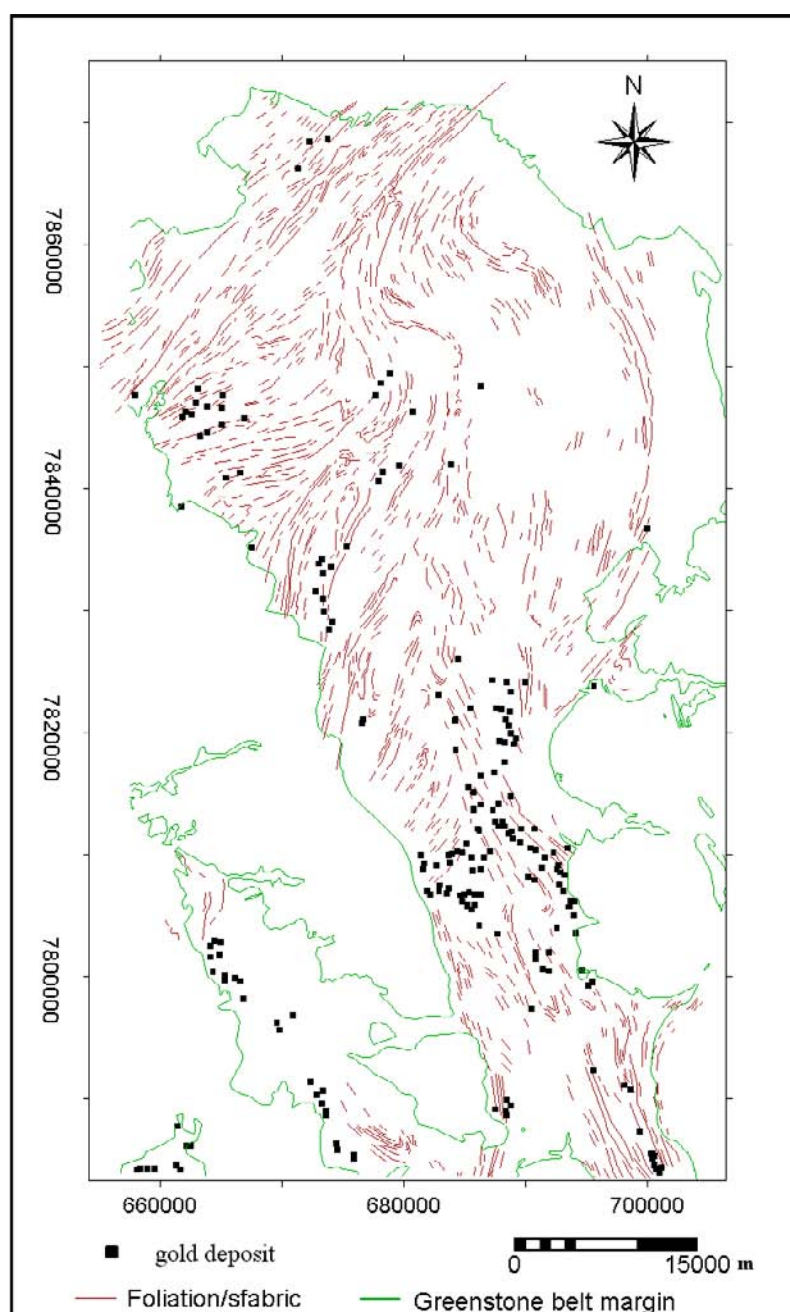 N
7860000
7840000
7820000
7800000
660000 680000 700000
gold deposit
0 15000 m
Foliation/sfabric
Greenstone belt margin